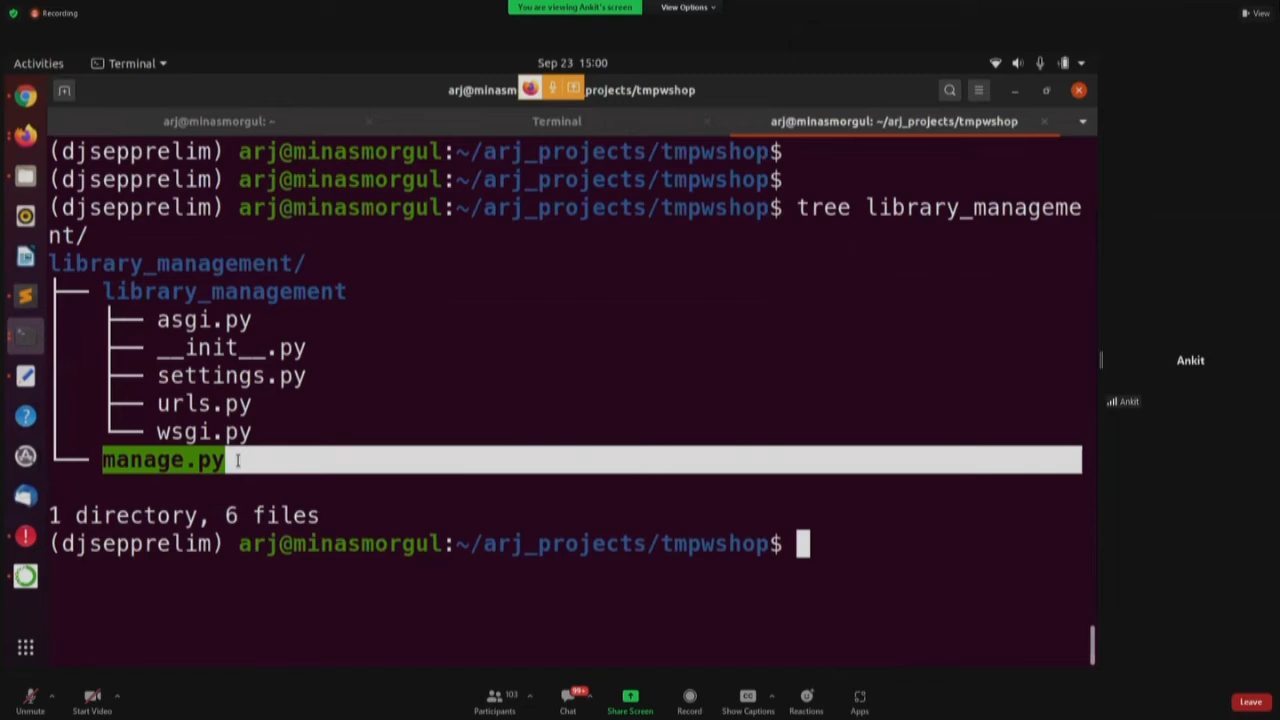 Recording
You are viewing Ankit's screen
View Options
View
Activities
Terminal
Sep 23 15:00
arj@minasm
projects/tmpwshop
arj@minasmorgul: ~
Terminal
arj@minasmorgul: ~/arj_projects/tmpwshop
(djsepprelim) arj@minasmorgul:~/arj_projects/tmpwshop$
(djsepprelim) arj@minasmorgul:~/arj_projects/tmpwshop$
(djsepprelim) arj@minasmorgul:~/arj_projects/tmpwshop$ tree library_manageme
nt/
library_management/
├── library_management
│   ├── asgi.py
│   ├── __init__.py
│   ├── settings.py
│   ├── urls.py
│   └── wsgi.py
└── manage.py
1 directory, 6 files
(djsepprelim) arj@minasmorgul:~/arj_projects/tmpwshop$
Ankit
Ankit
Unmute
Start Video
103
Participants
99+
Chat
Share Screen
Record
CC
Show Captions
Reactions
Apps
Leave